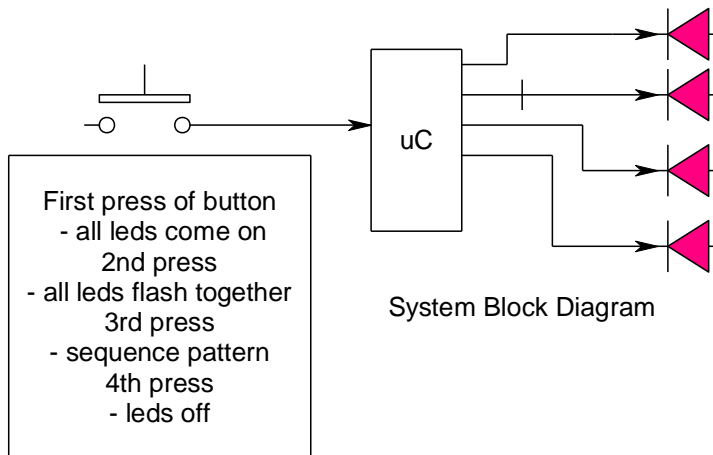 uC
First press of button
- all leds come on
2nd press
- all leds flash together
3rd press
- sequence pattern
4th press
- leds off
System Block Diagram